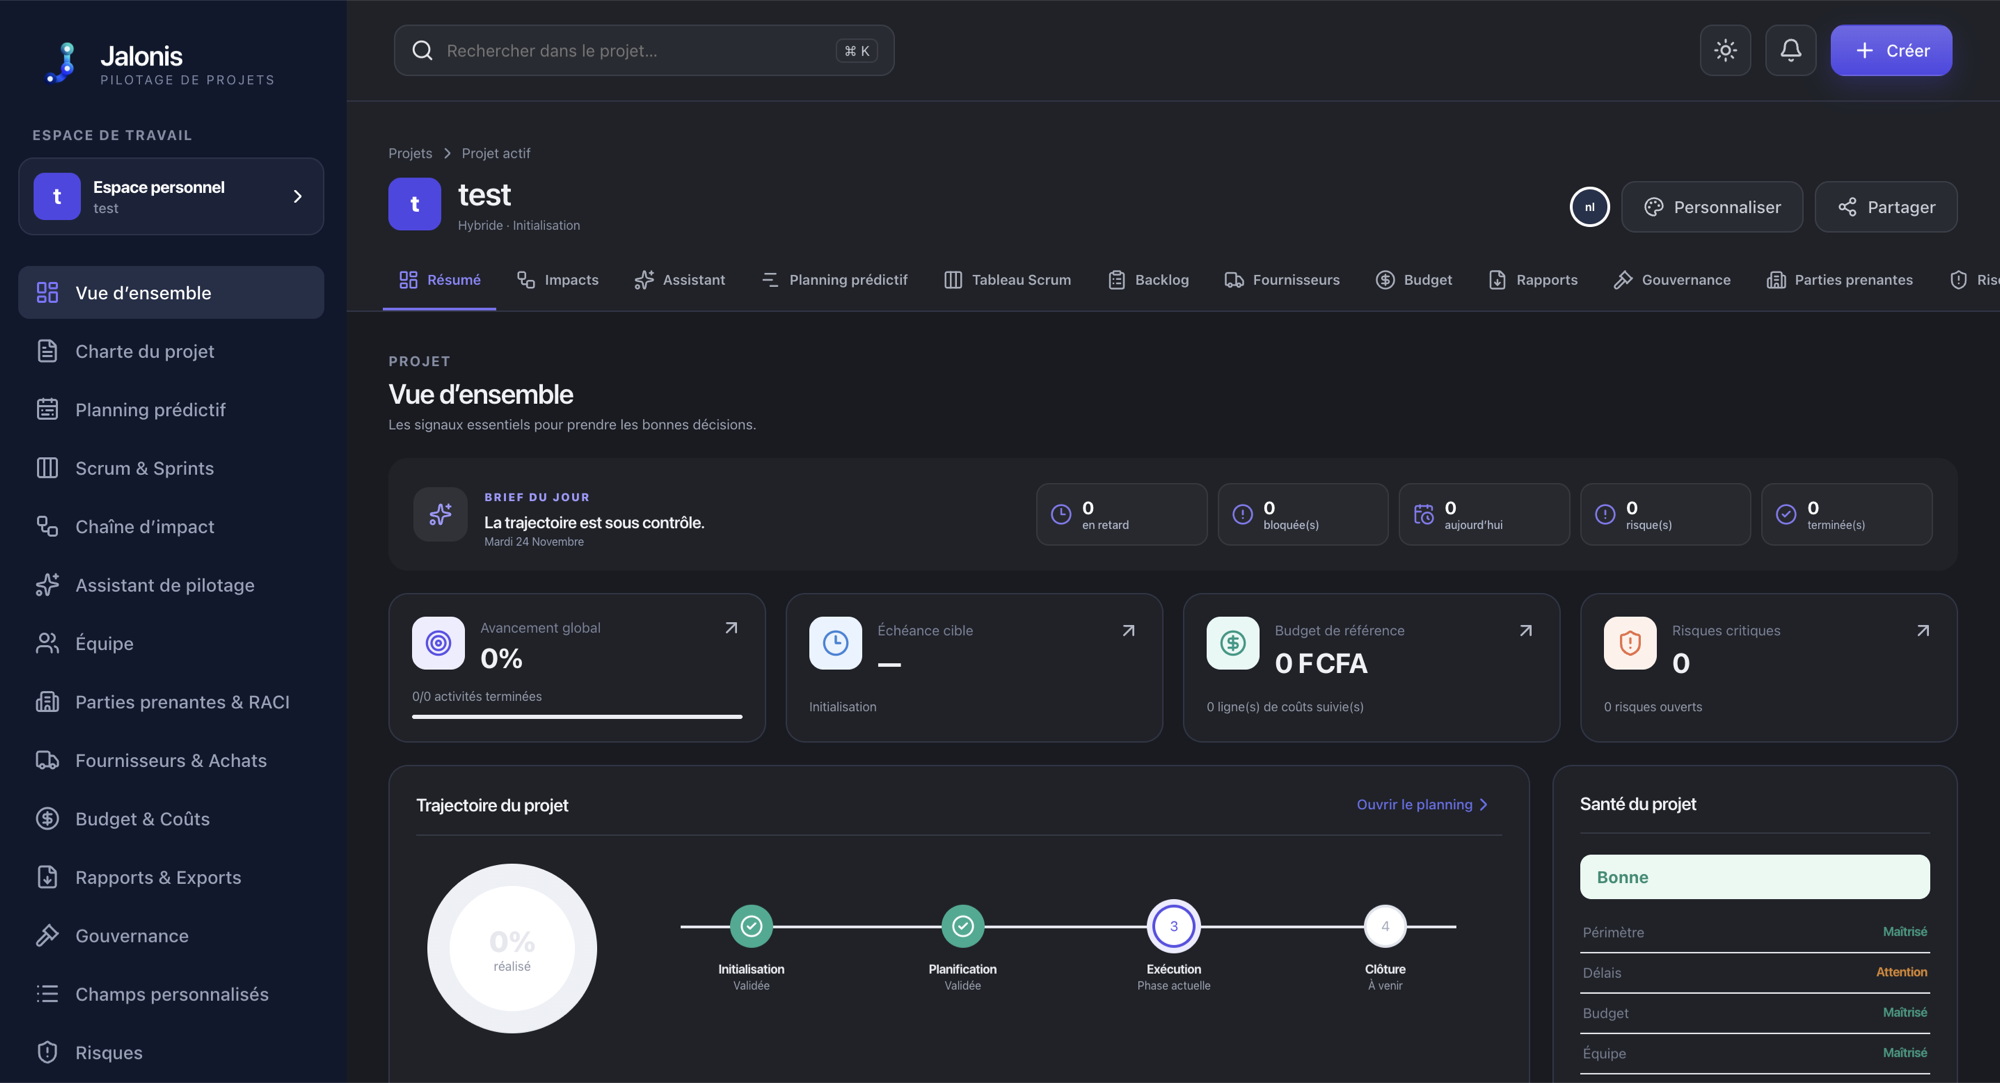 Jalonis
PILOTAGE DE PROJETS
ESPACE DE TRAVAIL
t
Espace personnel
test
Vue d’ensemble
Charte du projet
Planning prédictif
Scrum & Sprints
Chaîne d’impact
Assistant de pilotage
Équipe
Parties prenantes & RACI
Fournisseurs & Achats
Budget & Coûts
Rapports & Exports
Gouvernance
Champs personnalisés
Risques
Rechercher dans le projet...
⌘ K
Créer
Projets > Projet actif
t
test
Hybride · Initialisation
nl
Personnaliser
Partager
Résumé
Impacts
Assistant
Planning prédictif
Tableau Scrum
Backlog
Fournisseurs
Budget
Rapports
Gouvernance
Parties prenantes
Ris
PROJET
Vue d’ensemble
Les signaux essentiels pour prendre les bonnes décisions.
BRIEF DU JOUR
La trajectoire est sous contrôle.
Mardi 24 Novembre
0
en retard
0
bloquée(s)
0
aujourd’hui
0
risque(s)
0
terminée(s)
Avancement global
0%
0/0 activités terminées
Échéance cible
—
Initialisation
Budget de référence
0 F CFA
0 ligne(s) de coûts suivie(s)
Risques critiques
0
0 risques ouverts
Trajectoire du projet
Ouvrir le planning
0%
réalisé
Initialisation
Validée
Planification
Validée
3
Exécution
Phase actuelle
4
Clôture
À venir
Santé du projet
Bonne
Périmètre Maîtrisé
Délais Attention
Budget Maîtrisé
Équipe Maîtrisé